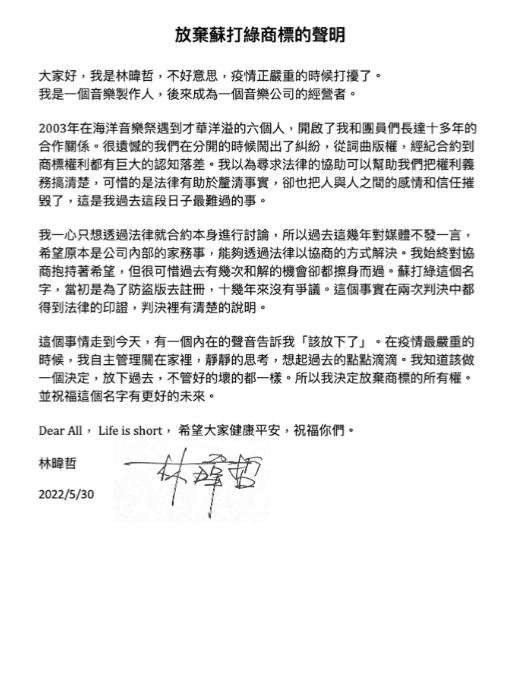 放棄蘇打綠商標的聲明
大家好，我是林暐哲，不好意思，疫情正嚴重的時候打擾了。
我是一個音樂製作人，後來成為一個音樂公司的經營者。
2003年在海洋音樂祭遇到才華洋溢的六個人，開啟了我和團員們長達十多年的
合作關係。很遺憾的我們在分開的時候鬧出了糾紛，從詞曲版權，經紀合約到
商標權利都有巨大的認知落差。我以為尋求法律的協助可以幫助我們把權利義
務搞清楚，可惜的是法律有助於釐清事實，卻也把人與人之間的感情和信任摧
毀了，這是我過去這段日子最難過的事。
我一心只想透過法律就合約本身進行討論，所以過去這幾年對媒體不發一言，
希望原本是公司內部的家務事，能夠透過法律以協商的方式解決。我始終對協
商抱持著希望，但很可惜過去有幾次和解的機會卻都擦身而過。蘇打綠這個名
字，當初是為了防盜版去註冊，十幾年來沒有爭議。這個事實在兩次判決中都
得到法律的印證，判決裡有清楚的說明。
這個事情走到今天，有一個內在的聲音告訴我「該放下了」。在疫情最嚴重的
時候，我自主管理關在家裡，靜靜的思考，想起過去的點點滴滴。我知道該做
一個決定，放下過去，不管好的壞的都一樣。所以我決定放棄商標的所有權。
並祝福這個名字有更好的未來。
Dear All， Life is short， 希望大家健康平安，祝福你們。
林暐哲
林暐哲
2022/5/30